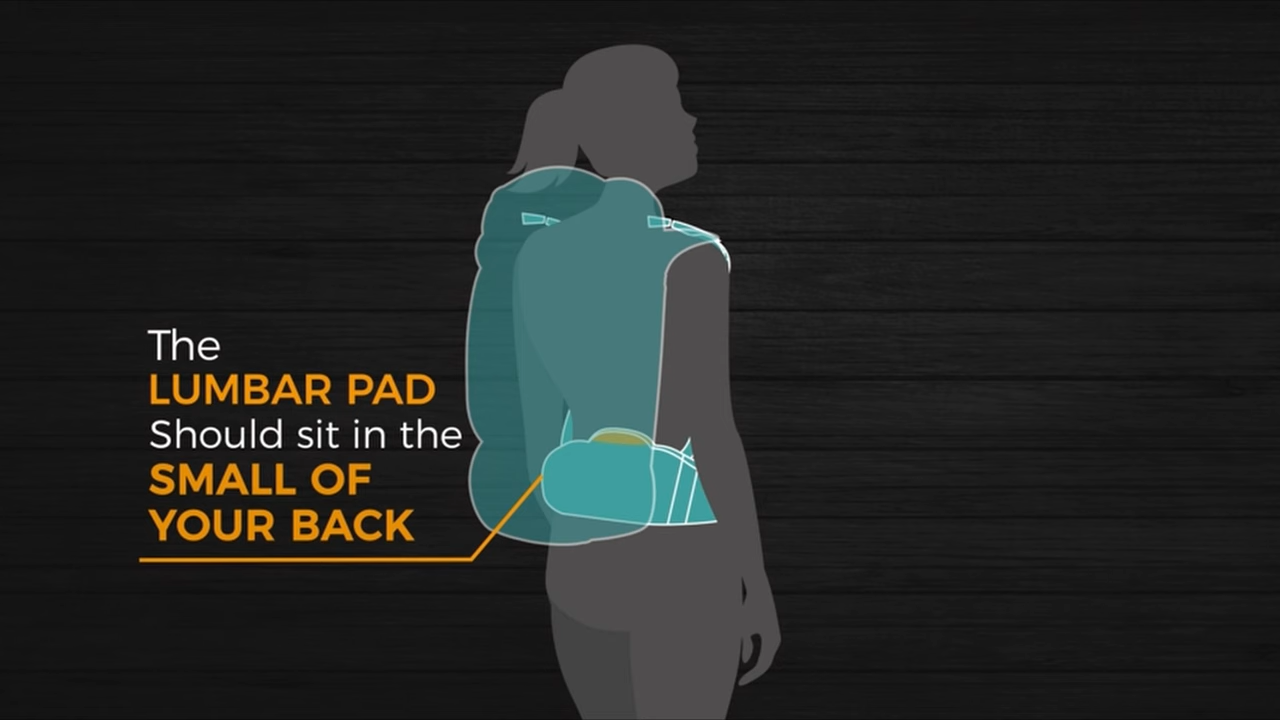 The
LUMBAR PAD
Should sit in the
SMALL OF
YOUR BACK